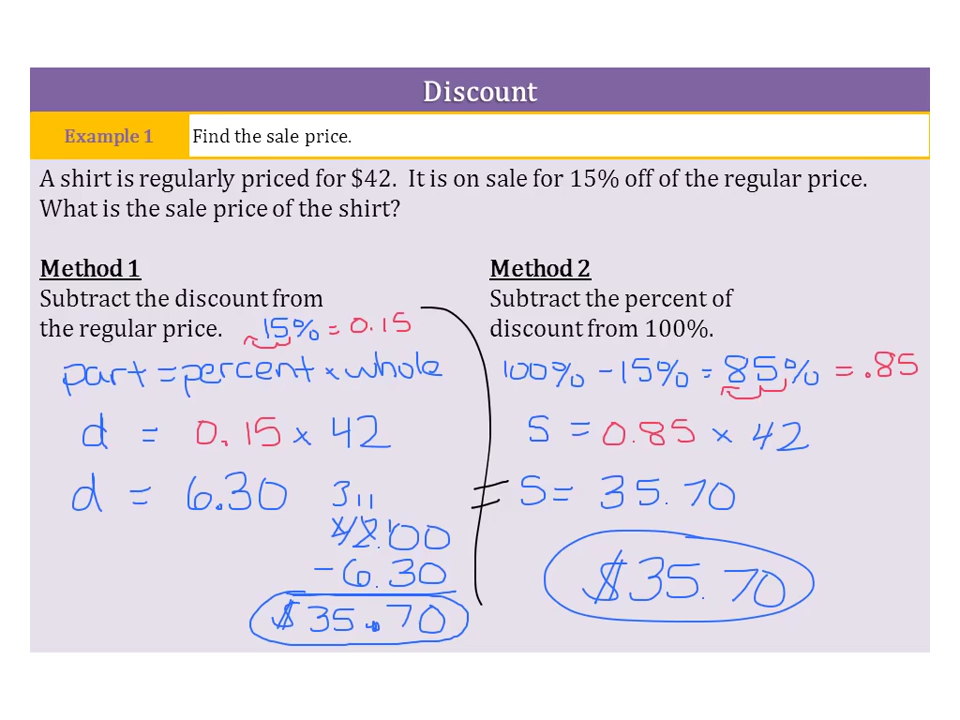 Discount
Example 1 Find the sale price.
A shirt is regularly priced for $42. It is on sale for 15% off of the regular price.
What is the sale price of the shirt?
Method 1
Subtract the discount from
the regular price. 15% = 0.15
part = percent × whole
d = 0.15 × 42
d = 6.30
3 1 1
42.00
- 6.30
$35.70
Method 2
Subtract the percent of
discount from 100%.
100% - 15% = 85% = .85
S = 0.85 × 42
= S = 35.70
$35.70